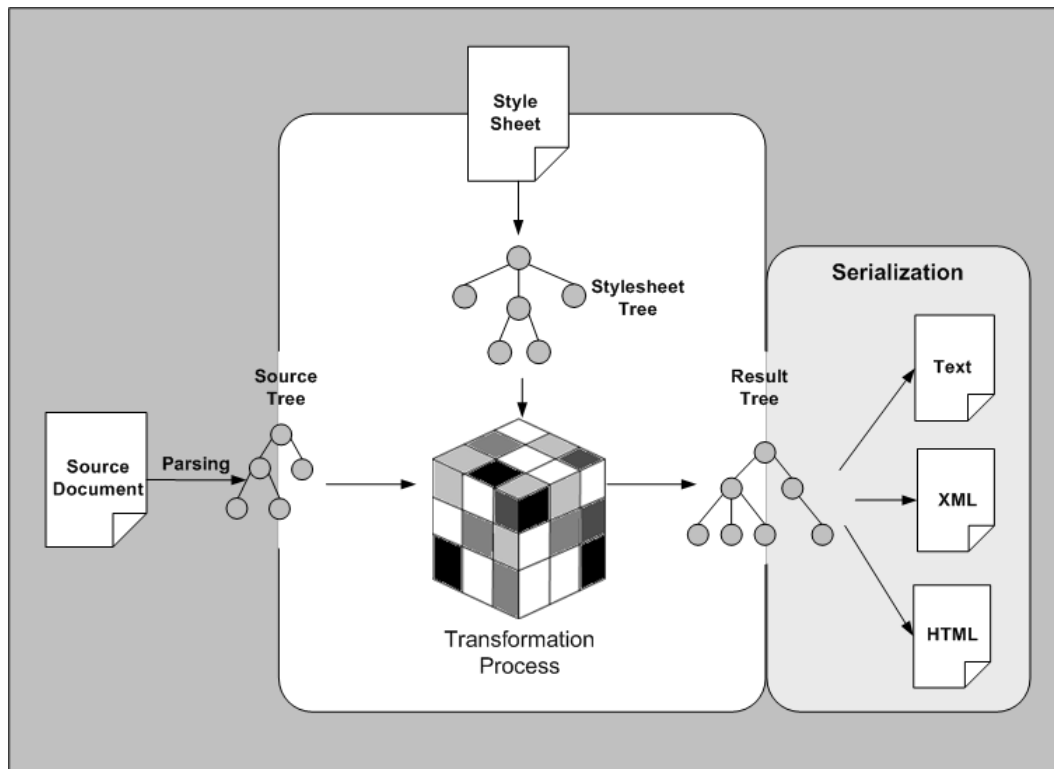 Style
Sheet
Stylesheet
Tree
Serialization
Source
Tree
Result
Tree
Text
Source
Document
Parsing
XML
HTML
Transformation
Process